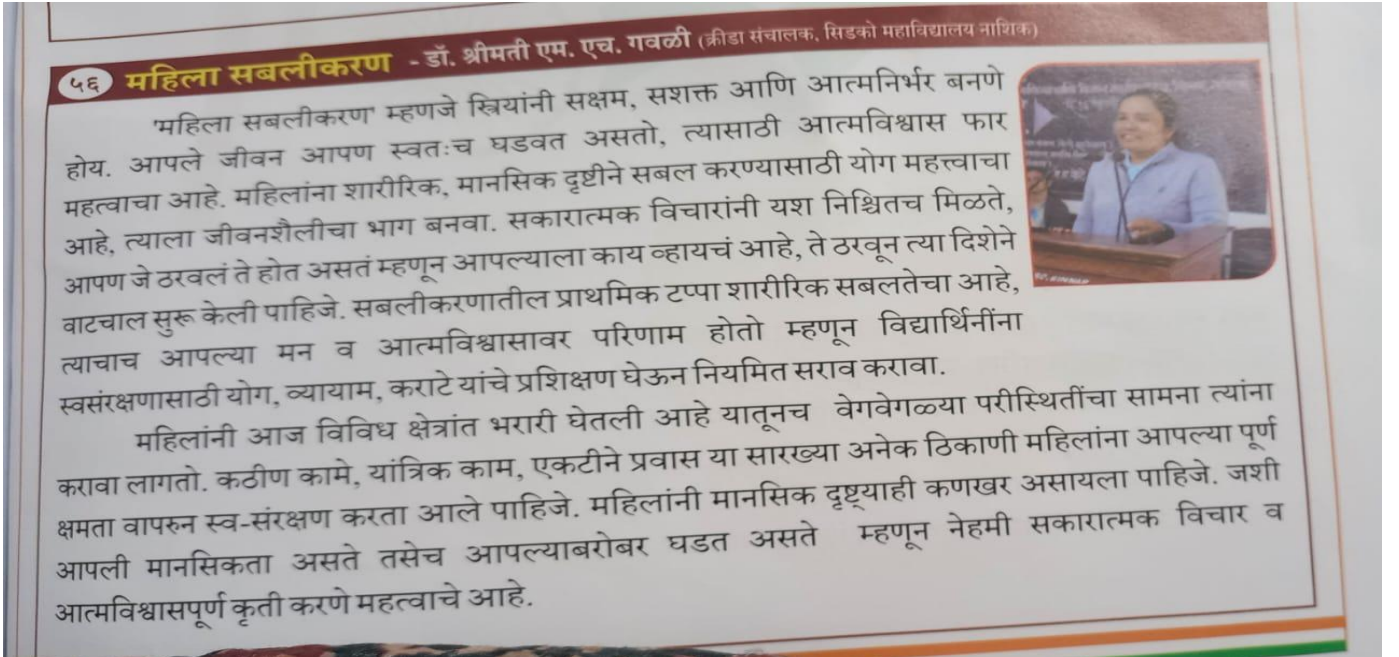 ५६ महिला सबलीकरण - डॉ. श्रीमती एम. एच. गवळी (क्रीडा संचालक, सिडको महाविद्यालय नाशिक)
'महिला सबलीकरण' म्हणजे स्त्रियांनी सक्षम, सशक्त आणि आत्मनिर्भर बनणे
होय. आपले जीवन आपण स्वतःच घडवत असतो, त्यासाठी आत्मविश्वास फार
महत्वाचा आहे. महिलांना शारीरिक, मानसिक दृष्टीने सबल करण्यासाठी योग महत्त्वाचा
आहे, त्याला जीवनशैलीचा भाग बनवा. सकारात्मक विचारांनी यश निश्चितच मिळते,
आपण जे ठरवलं ते होत असतं म्हणून आपल्याला काय व्हायचं आहे, ते ठरवून त्या दिशेने
वाटचाल सुरू केली पाहिजे. सबलीकरणातील प्राथमिक टप्पा शारीरिक सबलतेचा आहे,
त्याचाच आपल्या मन व आत्मविश्वासावर परिणाम होतो म्हणून विद्यार्थिनींना
स्वसंरक्षणासाठी योग, व्यायाम, कराटे यांचे प्रशिक्षण घेऊन नियमित सराव करावा.
महिलांनी आज विविध क्षेत्रांत भरारी घेतली आहे यातूनच वेगवेगळ्या परीस्थितींचा सामना त्यांना
करावा लागतो. कठीण कामे, यांत्रिक काम, एकटीने प्रवास या सारख्या अनेक ठिकाणी महिलांना आपल्या पूर्ण
क्षमता वापरुन स्व-संरक्षण करता आले पाहिजे. महिलांनी मानसिक दृष्ट्याही कणखर असायला पाहिजे. जशी
आपली मानसिकता असते तसेच आपल्याबरोबर घडत असते म्हणून नेहमी सकारात्मक विचार व
आत्मविश्वासपूर्ण कृती करणे महत्वाचे आहे.